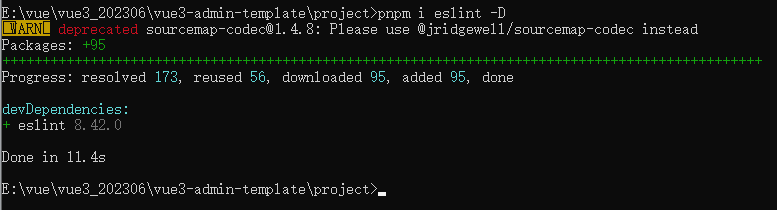 E:\vue\vue3_202306\vue3-admin-template\project>pnpm i eslint -D
 WARN  deprecated sourcemap-codec@1.4.8: Please use @jridgewell/sourcemap-codec instead
Packages: +95
+++++++++++++++++++++++++++++++++++++++++++++++++++++++++++++++++++++++++++++++++++++++++++++++
Progress: resolved 173, reused 56, downloaded 95, added 95, done
devDependencies:
+ eslint 8.42.0
Done in 11.4s
E:\vue\vue3_202306\vue3-admin-template\project>